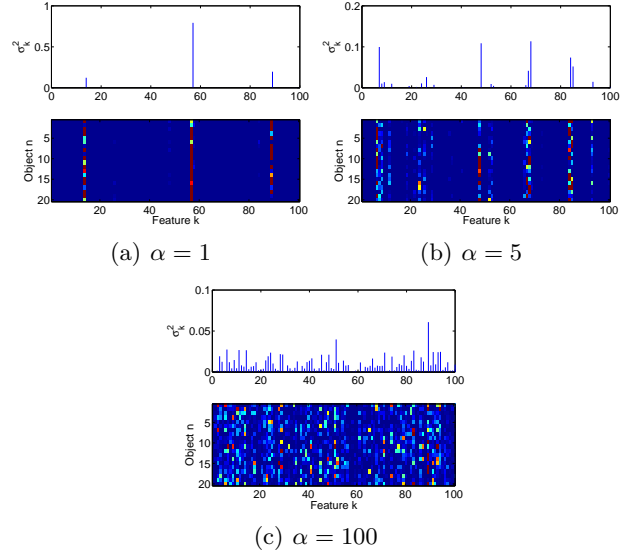 1
0.5
0
σ²ₖ
0 20 40 60 80 100
5
10
15
20
Object n
20 40 60 80 100
Feature k
(a) α = 1
0.2
0.1
0
σ²ₖ
0 20 40 60 80 100
5
10
15
20
Object n
20 40 60 80 100
Feature k
(b) α = 5
0.1
0.05
0
σ²ₖ
0 20 40 60 80 100
5
10
15
20
Object n
20 40 60 80 100
Feature k
(c) α = 100